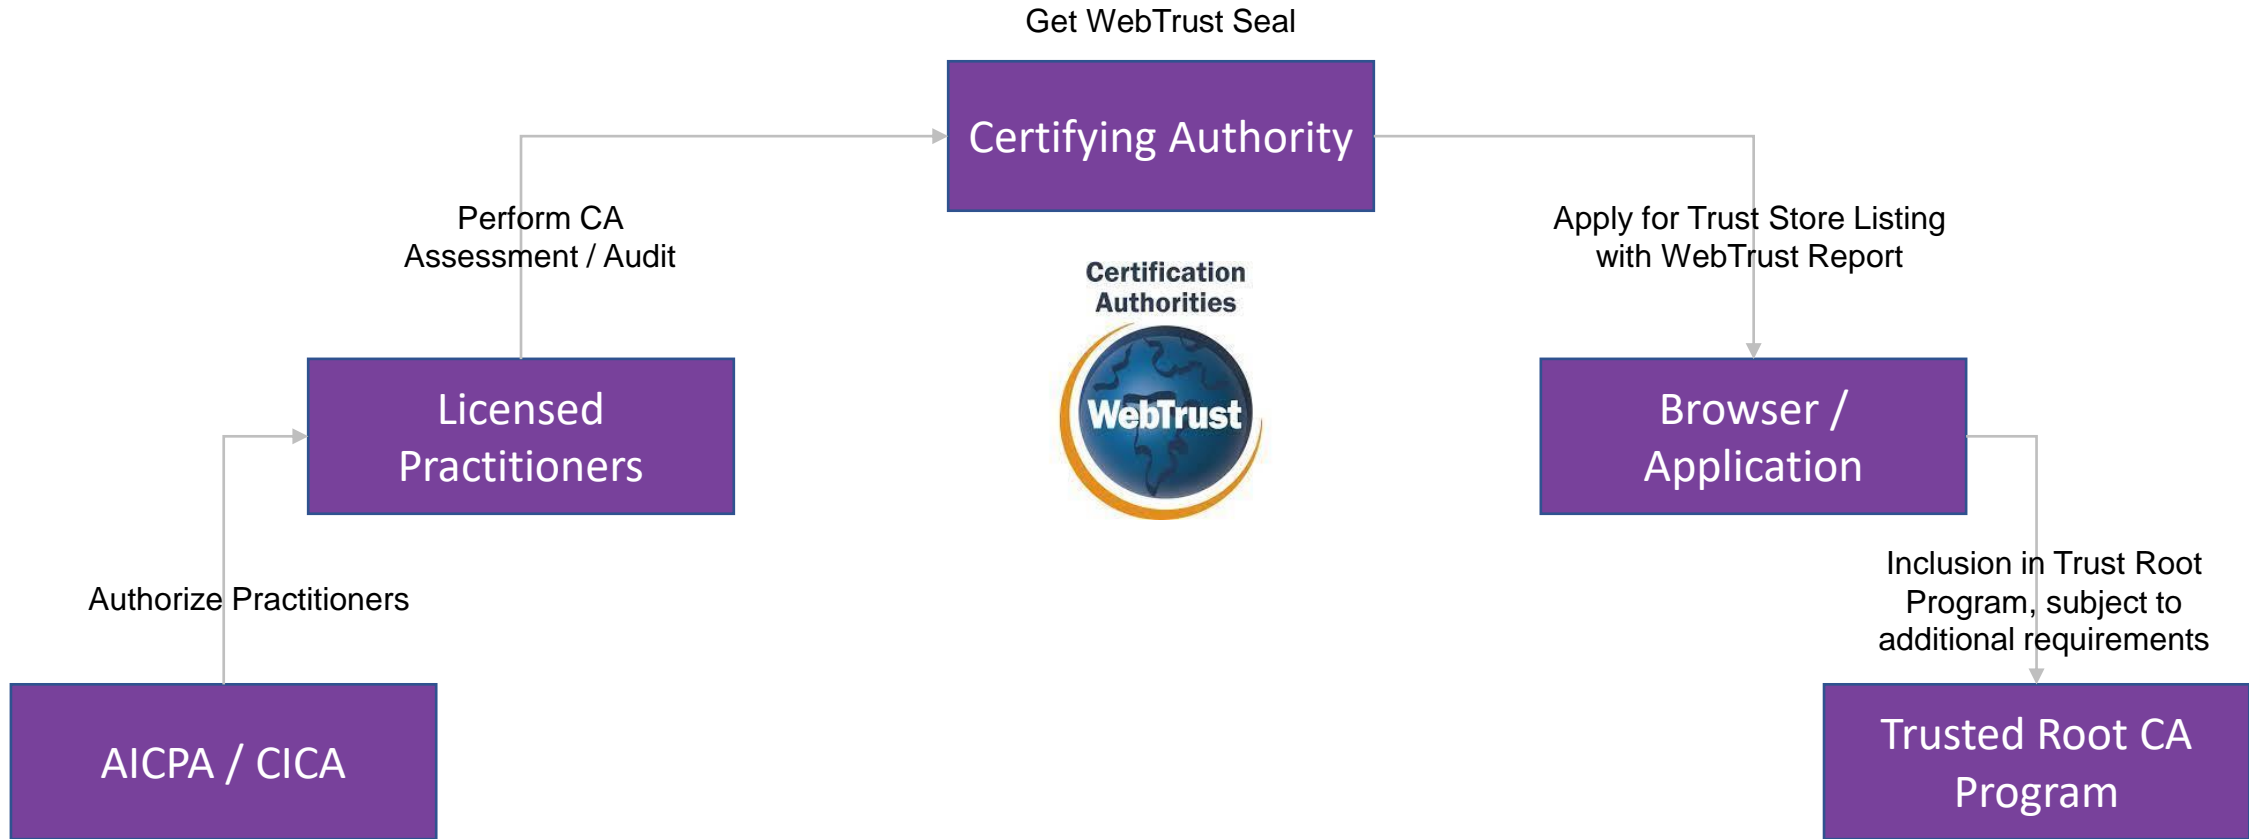 Get WebTrust Seal
Certifying Authority
Perform CA
Assessment / Audit
Apply for Trust Store Listing
with WebTrust Report
Certification
Authorities
WebTrust
Licensed
Practitioners
Browser /
Application
Authorize Practitioners
Inclusion in Trust Root
Program, subject to
additional requirements
AICPA / CICA
Trusted Root CA
Program